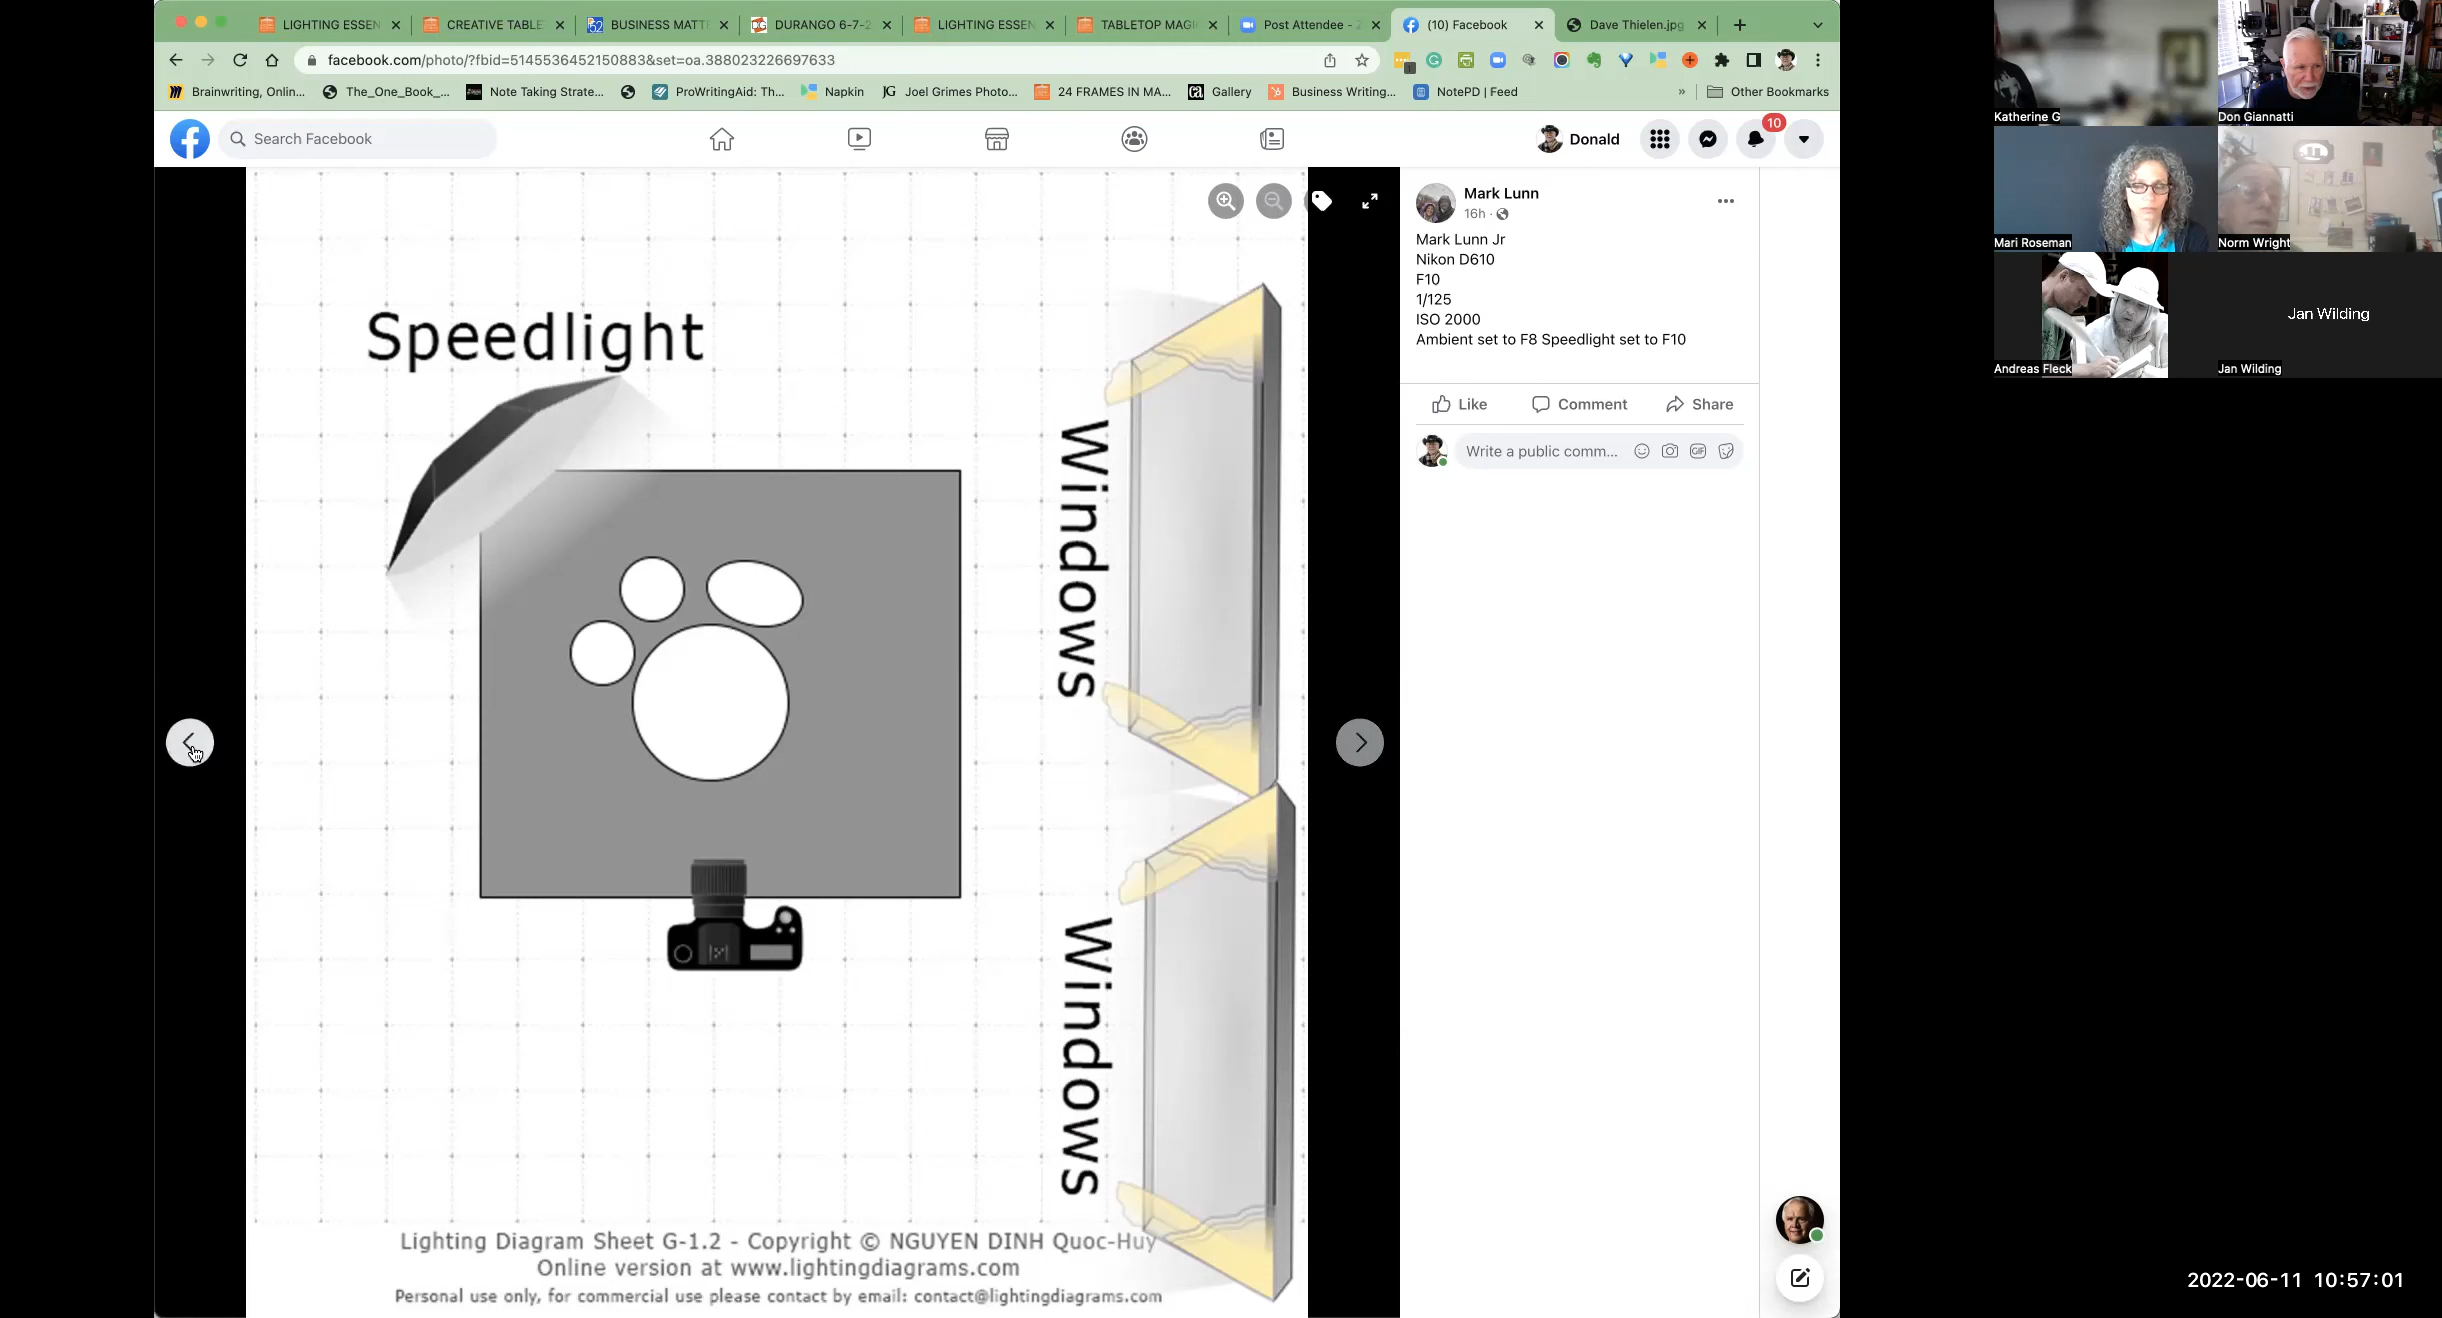 LIGHTING ESSEN
CREATIVE TABLE
BUSINESS MATT
DURANGO 6-7-2
LIGHTING ESSEN
TABLETOP MAGI
Post Attendee - Z
(10) Facebook
Dave Thielen.jpg
facebook.com/photo/?fbid=5145536452150883&set=oa.388023226697633
Brainwriting, Onlin...
The_One_Book_...
Note Taking Strate...
ProWritingAid: Th...
Napkin
JG Joel Grimes Photo...
24 FRAMES IN MA...
Gallery
Business Writing...
NotePD | Feed
»
Other Bookmarks
Search Facebook
Donald
10
Mark Lunn
16h ·
Mark Lunn Jr
Nikon D610
F10
1/125
ISO 2000
Ambient set to F8 Speedlight set to F10
Like
Comment
Share
Write a public comm...
GIF
Speedlight
Windows
Windows
Lighting Diagram Sheet G-1.2 - Copyright © NGUYEN DINH Quoc-Huy
Online version at www.lightingdiagrams.com
Personal use only, for commercial use please contact by email: contact@lightingdiagrams.com
Katherine G
Don Giannatti
Mari Roseman
Norm Wright
Andreas Fleck
Jan Wilding
Jan Wilding
2022-06-11 10:57:01